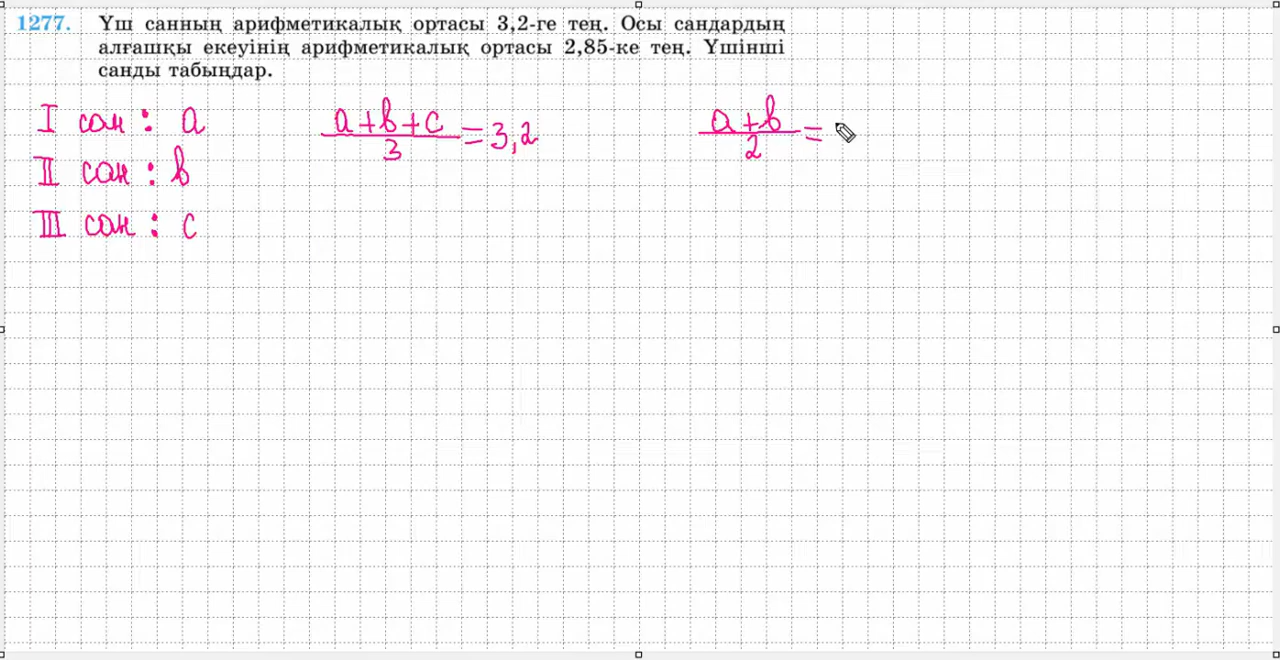 1277. Үш санның арифметикалық ортасы 3,2-ге тең. Осы сандардың
алғашқы екеуінің арифметикалық ортасы 2,85-ке тең. Үшінші
санды табыңдар.
I сан : a
II сан : b
III сан : c
a+b+c
3
=3,2
a+b
2
=